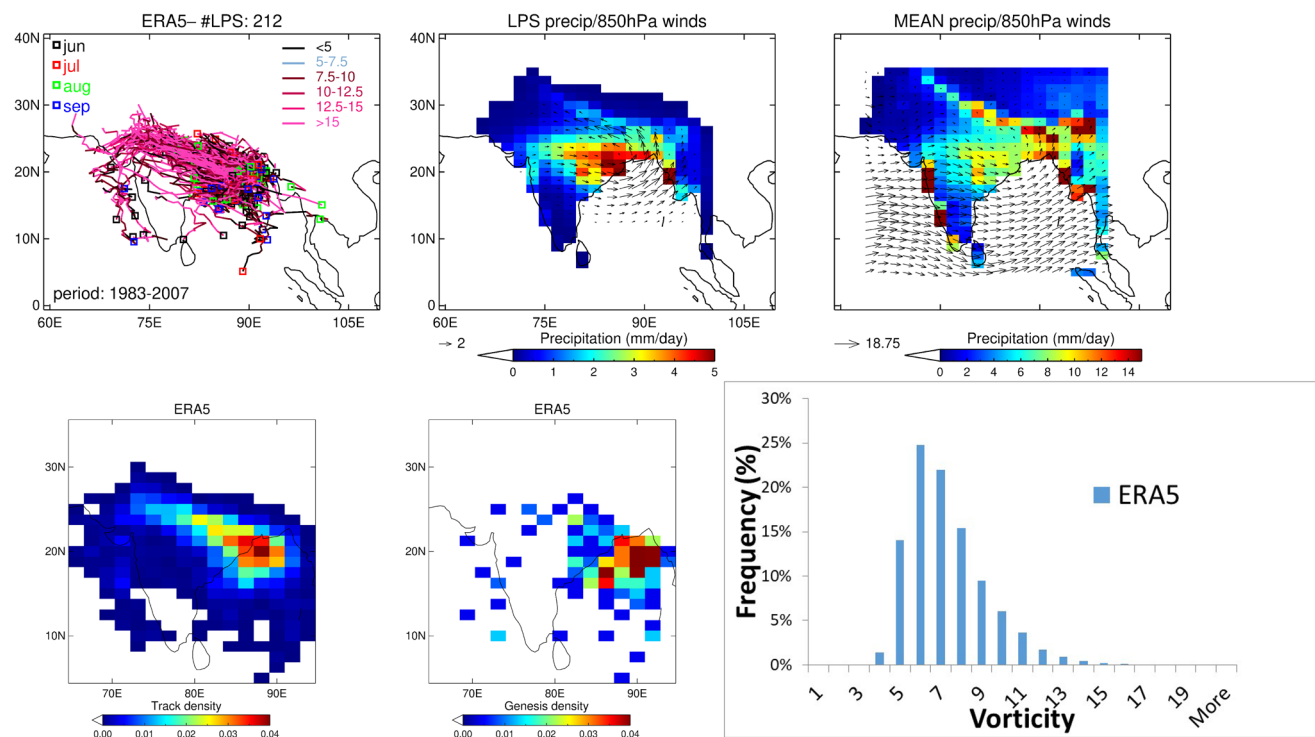 ERA5– #LPS: 212
40N
30N
20N
10N
0
jun
jul
aug
sep
<5
5-7.5
7.5-10
10-12.5
12.5-15
>15
period: 1983-2007
60E 75E 90E 105E
LPS precip/850hPa winds
40N
30N
20N
10N
0
60E 75E 90E 105E
2
Precipitation (mm/day)
0 1 2 3 4 5
MEAN precip/850hPa winds
18.75
Precipitation (mm/day)
0 2 4 6 8 10 12 14
ERA5
30N
20N
10N
70E 80E 90E
Track density
0.00 0.01 0.02 0.03 0.04
ERA5
30N
20N
10N
70E 80E 90E
Genesis density
0.00 0.01 0.02 0.03 0.04
Frequency (%)
30%
25%
20%
15%
10%
5%
0%
ERA5
1 3 5 7 9 11 13 15 17 19 More
Vorticity